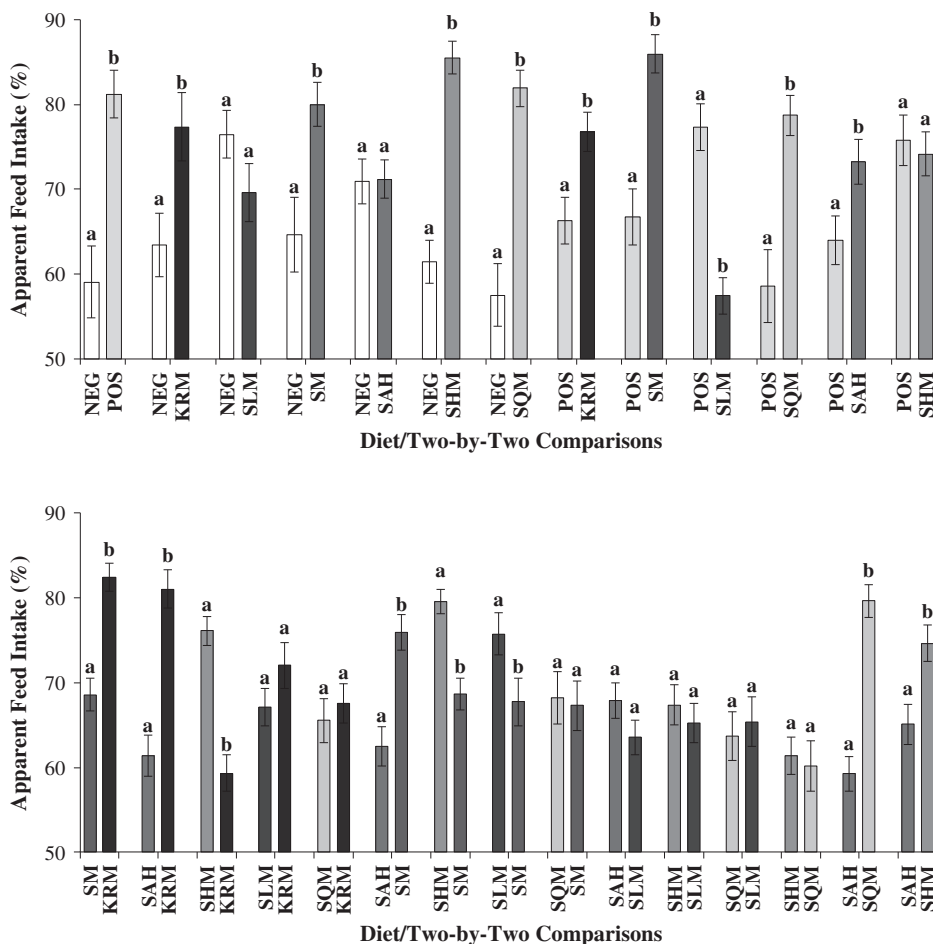 Apparent Feed Intake (%)
90
80
70
60
50
a b a b a a a b a a a b a b a b a b a b a b a b a a
NEG POS NEG KRM NEG SLM NEG SM NEG SAH NEG SHM NEG SQM POS KRM POS SM POS SLM POS SQM POS SAH POS SHM
Diet/Two-by-Two Comparisons
Apparent Feed Intake (%)
90
80
70
60
50
a b a b a b a a a a a b a b a b a a a a a a a a a a a b a b
SM KRM SAH KRM SHM KRM SLM KRM SQM KRM SAH SM SHM SM SLM SM SQM SM SAH SLM SHM SLM SQM SLM SHM SQM SAH SQM SAH SHM
Diet/Two-by-Two Comparisons